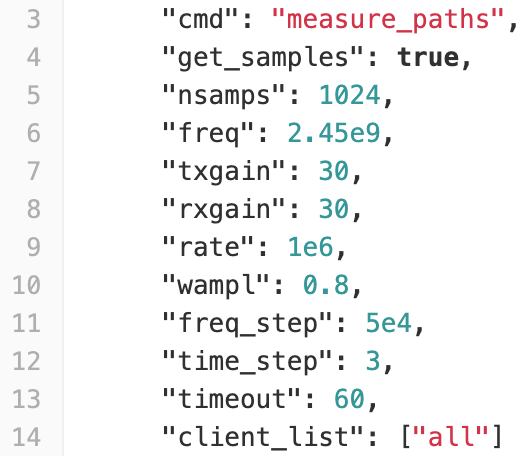 3 "cmd": "measure_paths",
4 "get_samples": true,
5 "nsamps": 1024,
6 "freq": 2.45e9,
7 "txgain": 30,
8 "rxgain": 30,
9 "rate": 1e6,
10 "wampl": 0.8,
11 "freq_step": 5e4,
12 "time_step": 3,
13 "timeout": 60,
14 "client_list": ["all"]